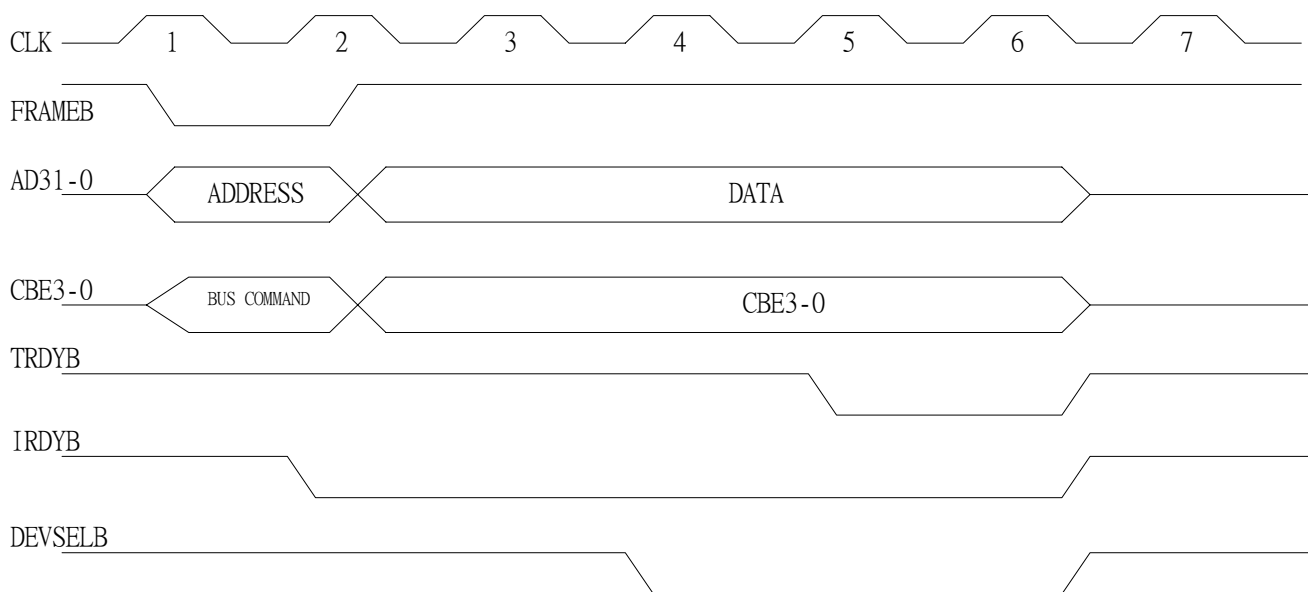 CLK 1 2 3 4 5 6 7
FRAMEB
AD31-0 ADDRESS DATA
CBE3-0 BUS COMMAND CBE3-0
TRDYB
IRDYB
DEVSELB